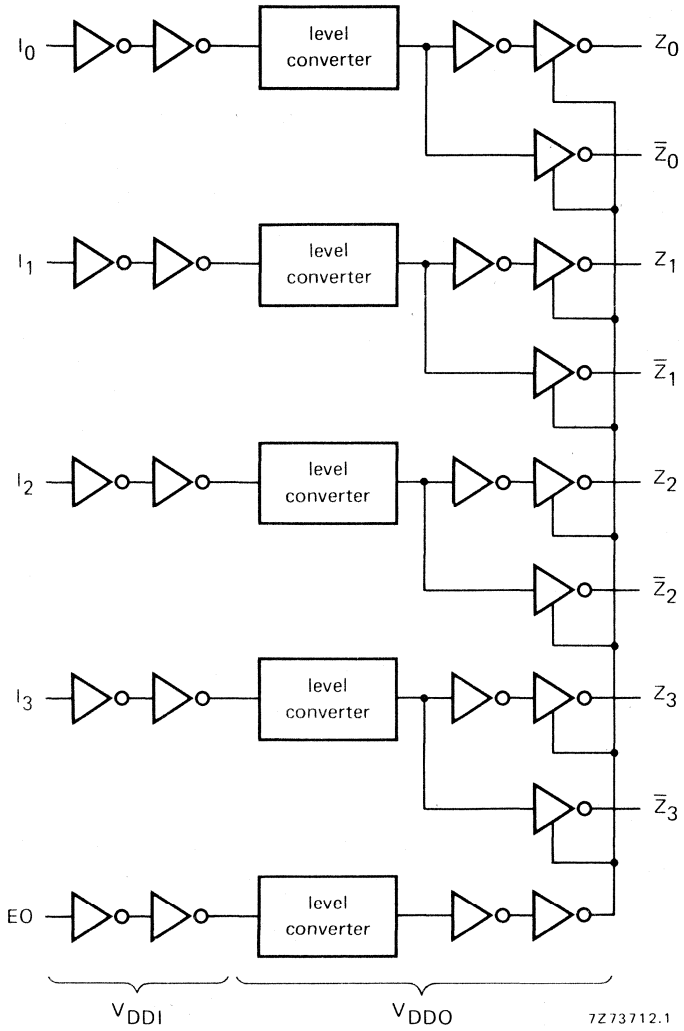 I0
level
converter
Z0
Z̅0
I1
level
converter
Z1
Z̅1
I2
level
converter
Z2
Z̅2
I3
level
converter
Z3
Z̅3
EO
level
converter
VDDI
VDDO
7Z73712.1